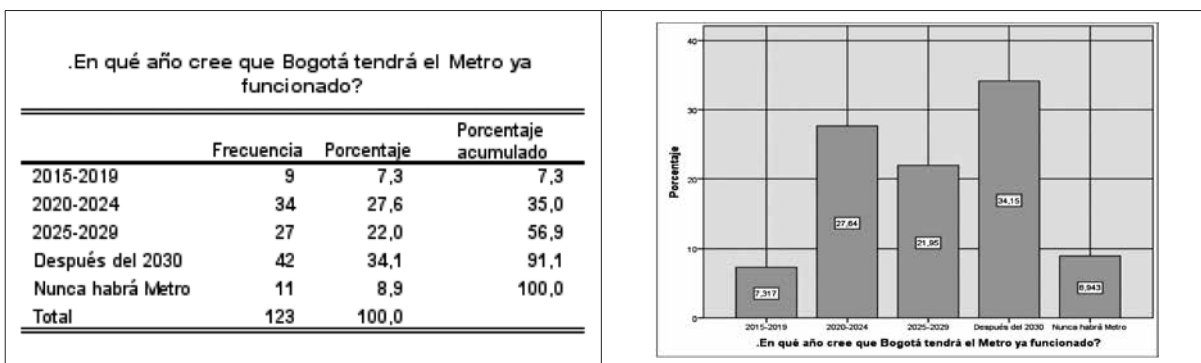 .En qué año cree que Bogotá tendrá el Metro ya
funcionado?
Frecuencia Porcentaje Porcentaje acumulado
2015-2019 9 7,3 7,3
2020-2024 34 27,6 35,0
2025-2029 27 22,0 56,9
Después del 2030 42 34,1 91,1
Nunca habrá Metro 11 8,9 100,0
Total 123 100,0
Porcentaje
40
30
20
10
0
7,317
27,64
21,95
34,15
8,943
2015-2019 2020-2024 2025-2029 Después del 2030 Nunca habrá Metro
.En qué año cree que Bogotá tendrá el Metro ya funcionado?